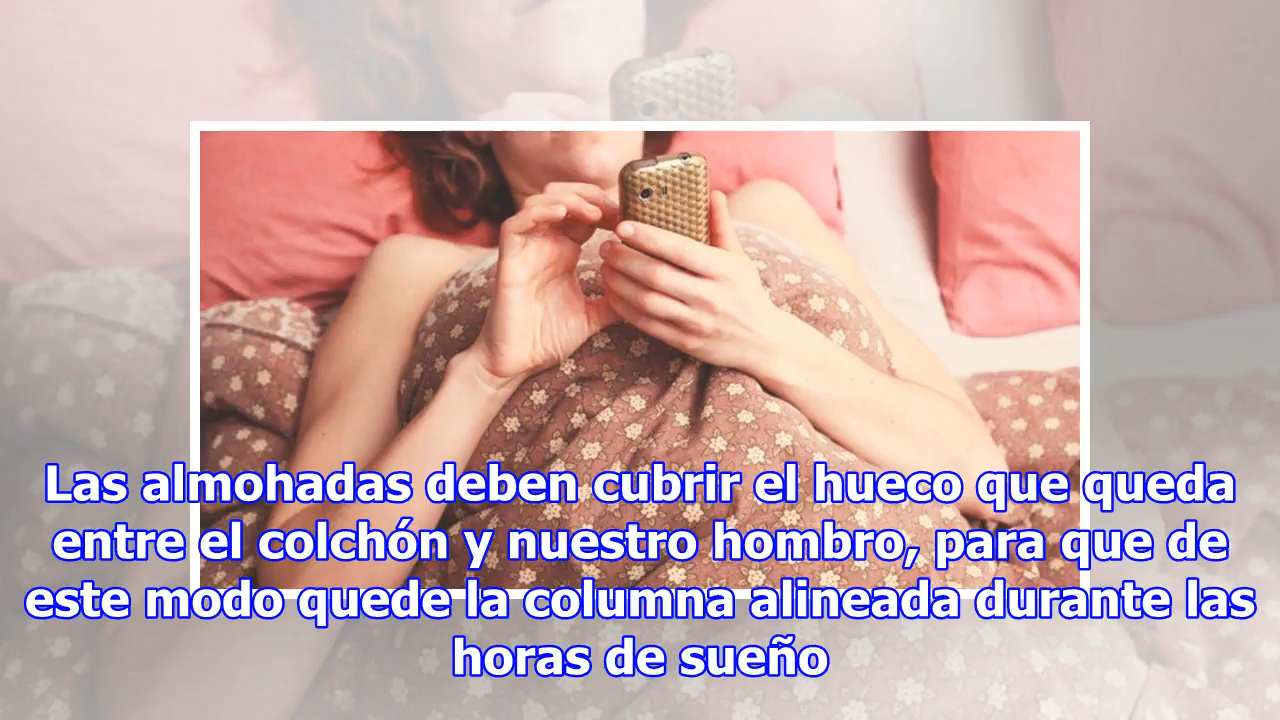 Las almohadas deben cubrir el hueco que queda
entre el colchón y nuestro hombro, para que de
este modo quede la columna alineada durante las
horas de sueño